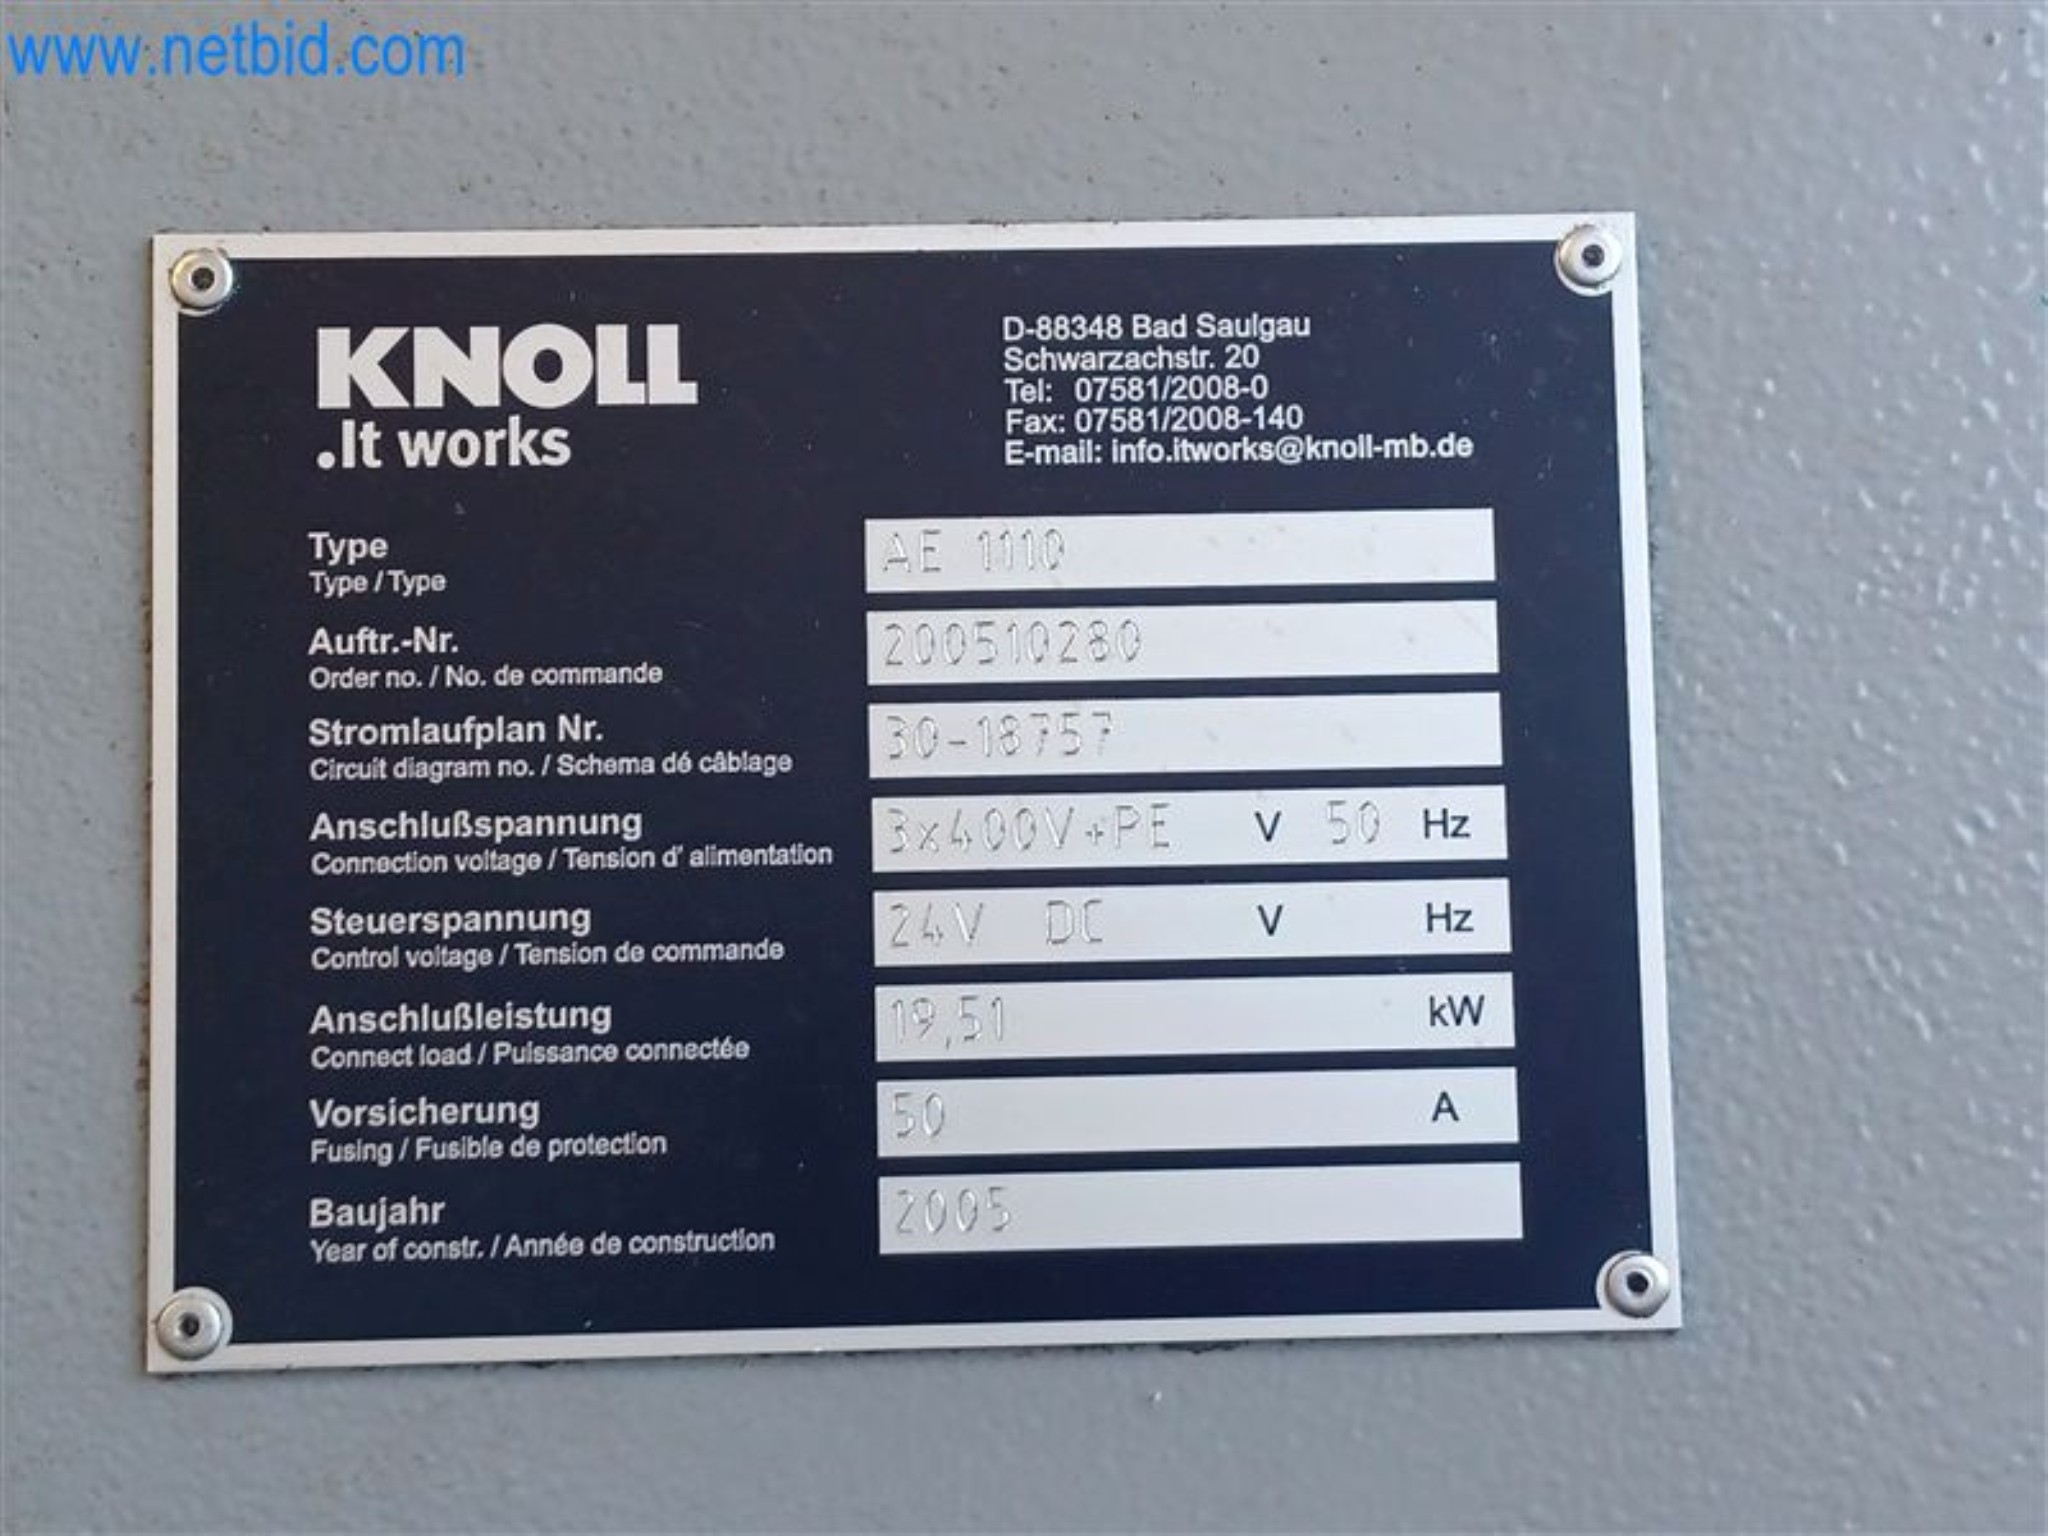 www.netbid.com
KNOLL
.It works
D-88348 Bad Saulgau
Schwarzachstr. 20
Tel: 07581/2008-0
Fax: 07581/2008-140
E-mail: info.itworks@knoll-mb.de
Type AE 1110
Type / Type
Auftr.-Nr. 200510280
Order no. / No. de commande
Stromlaufplan Nr. 30-18757
Circuit diagram no. / Schema dé câblage
Anschlußspannung 3x400V+PE V 50 Hz
Connection voltage / Tension d' alimentation
Steuerspannung 24V DC V Hz
Control voltage / Tension de commande
Anschlußleistung 19,51 kW
Connect load / Puissance connectée
Vorsicherung 50 A
Fusing / Fusible de protection
Baujahr 2005
Year of constr. / Année de construction